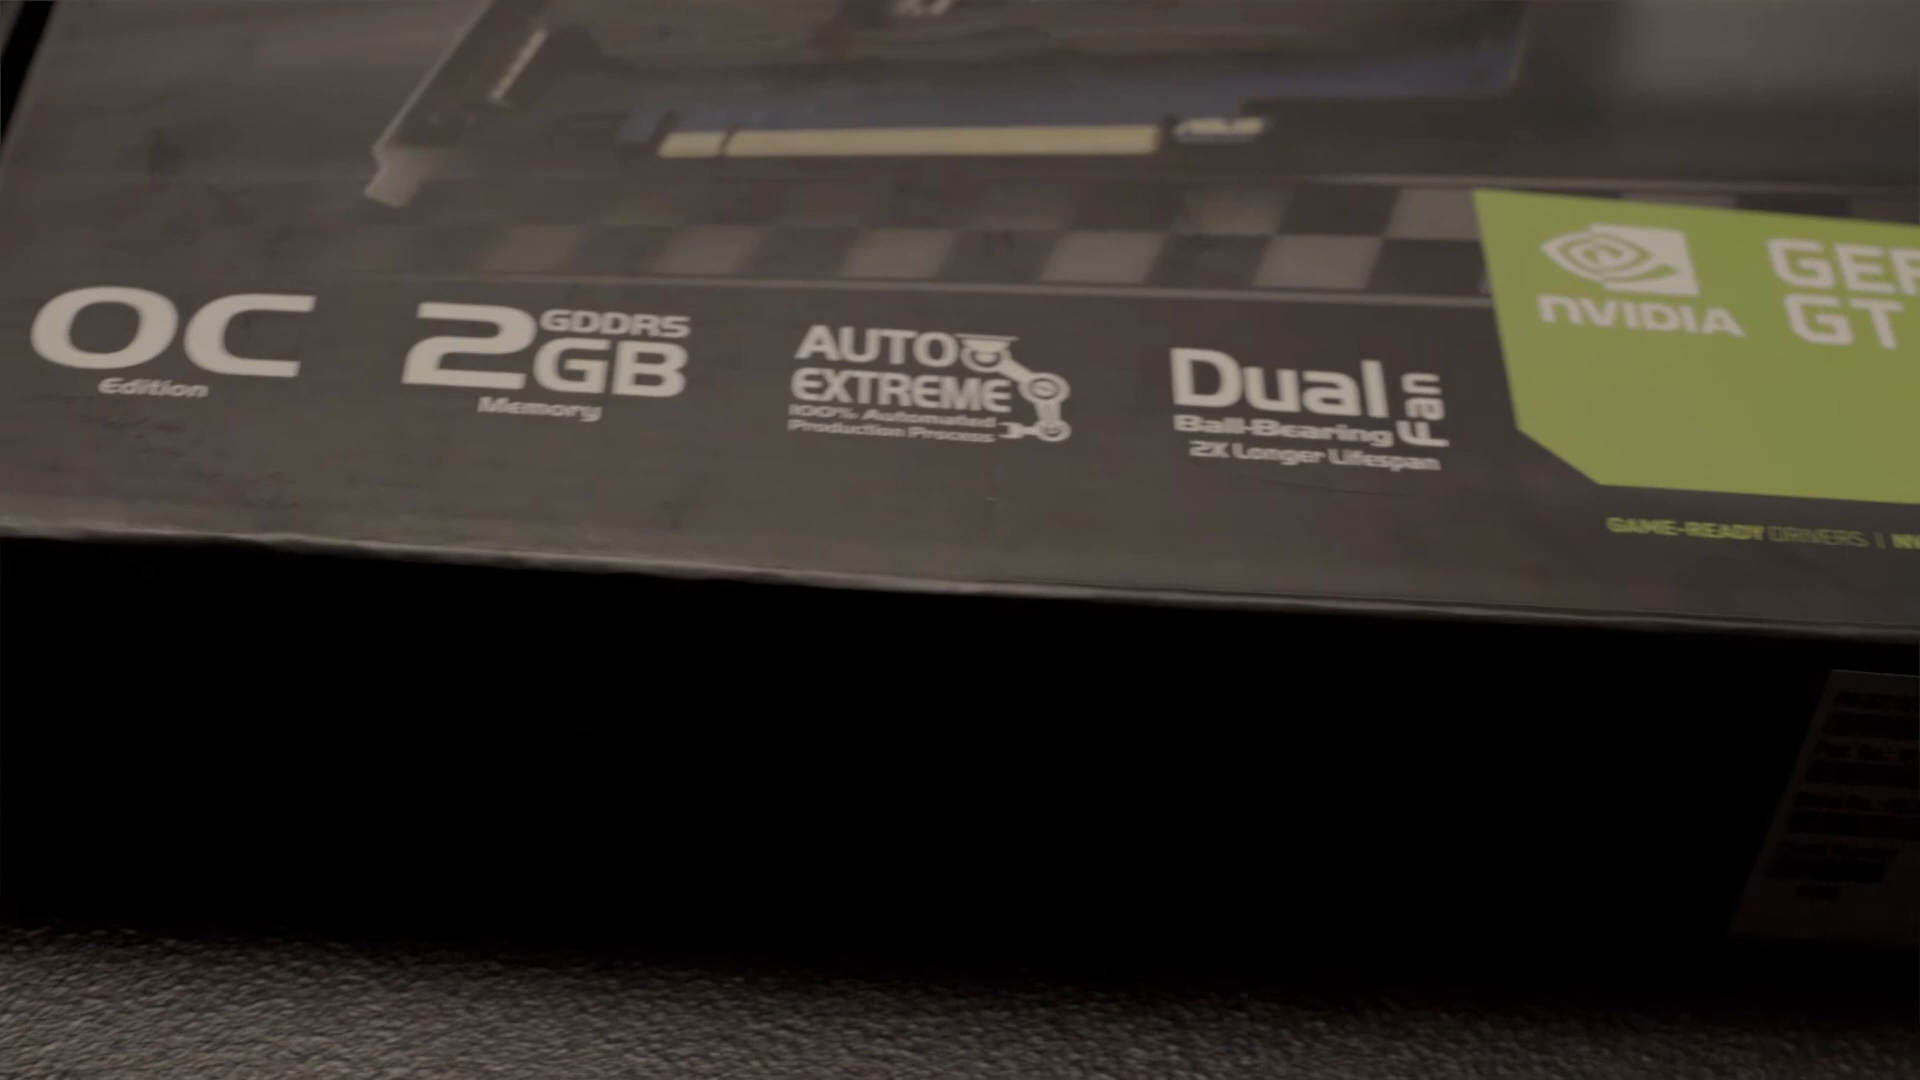 OC
Edition
2GB
GDDR5
Memory
AUTO
EXTREME
100% Automated
Production Process
Dual Fan
Ball-Bearing
2X Longer Lifespan
NVIDIA
GT
GAME-READY DRIVERS |